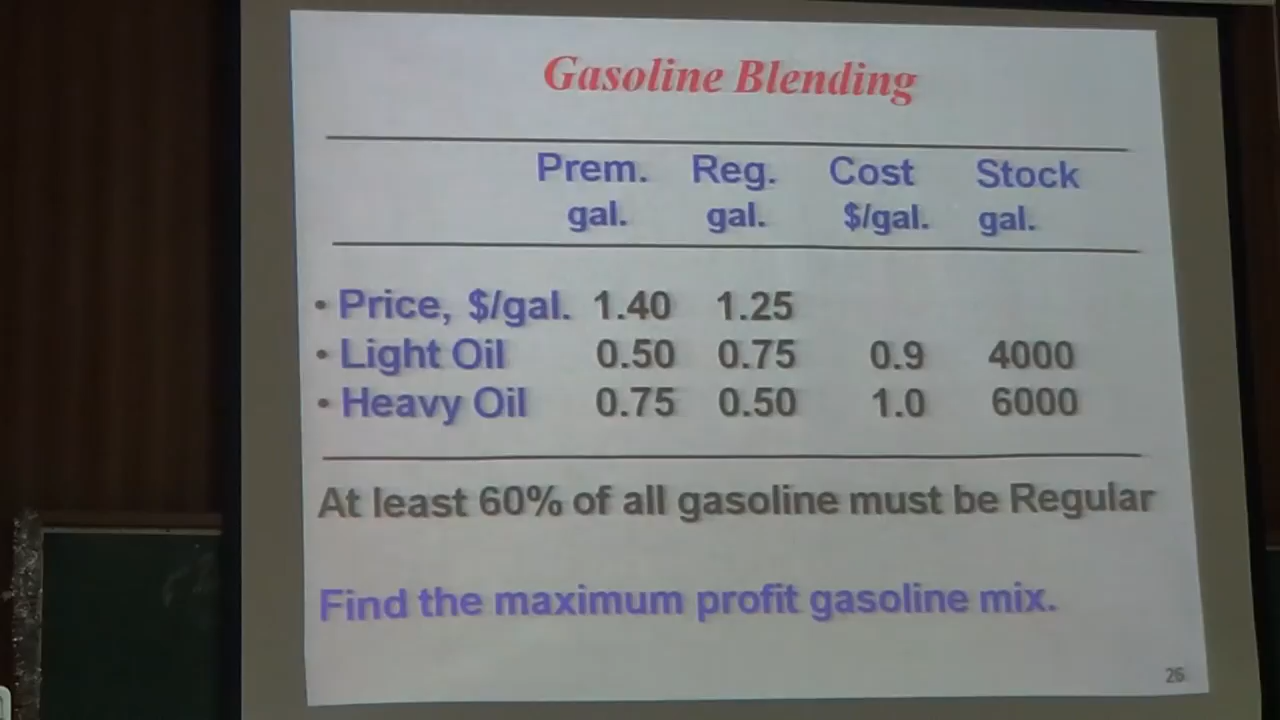 Gasoline Blending
Prem. Reg. Cost Stock
gal. gal. $/gal. gal.
• Price, $/gal. 1.40 1.25
• Light Oil 0.50 0.75 0.9 4000
• Heavy Oil 0.75 0.50 1.0 6000
At least 60% of all gasoline must be Regular
Find the maximum profit gasoline mix.
26